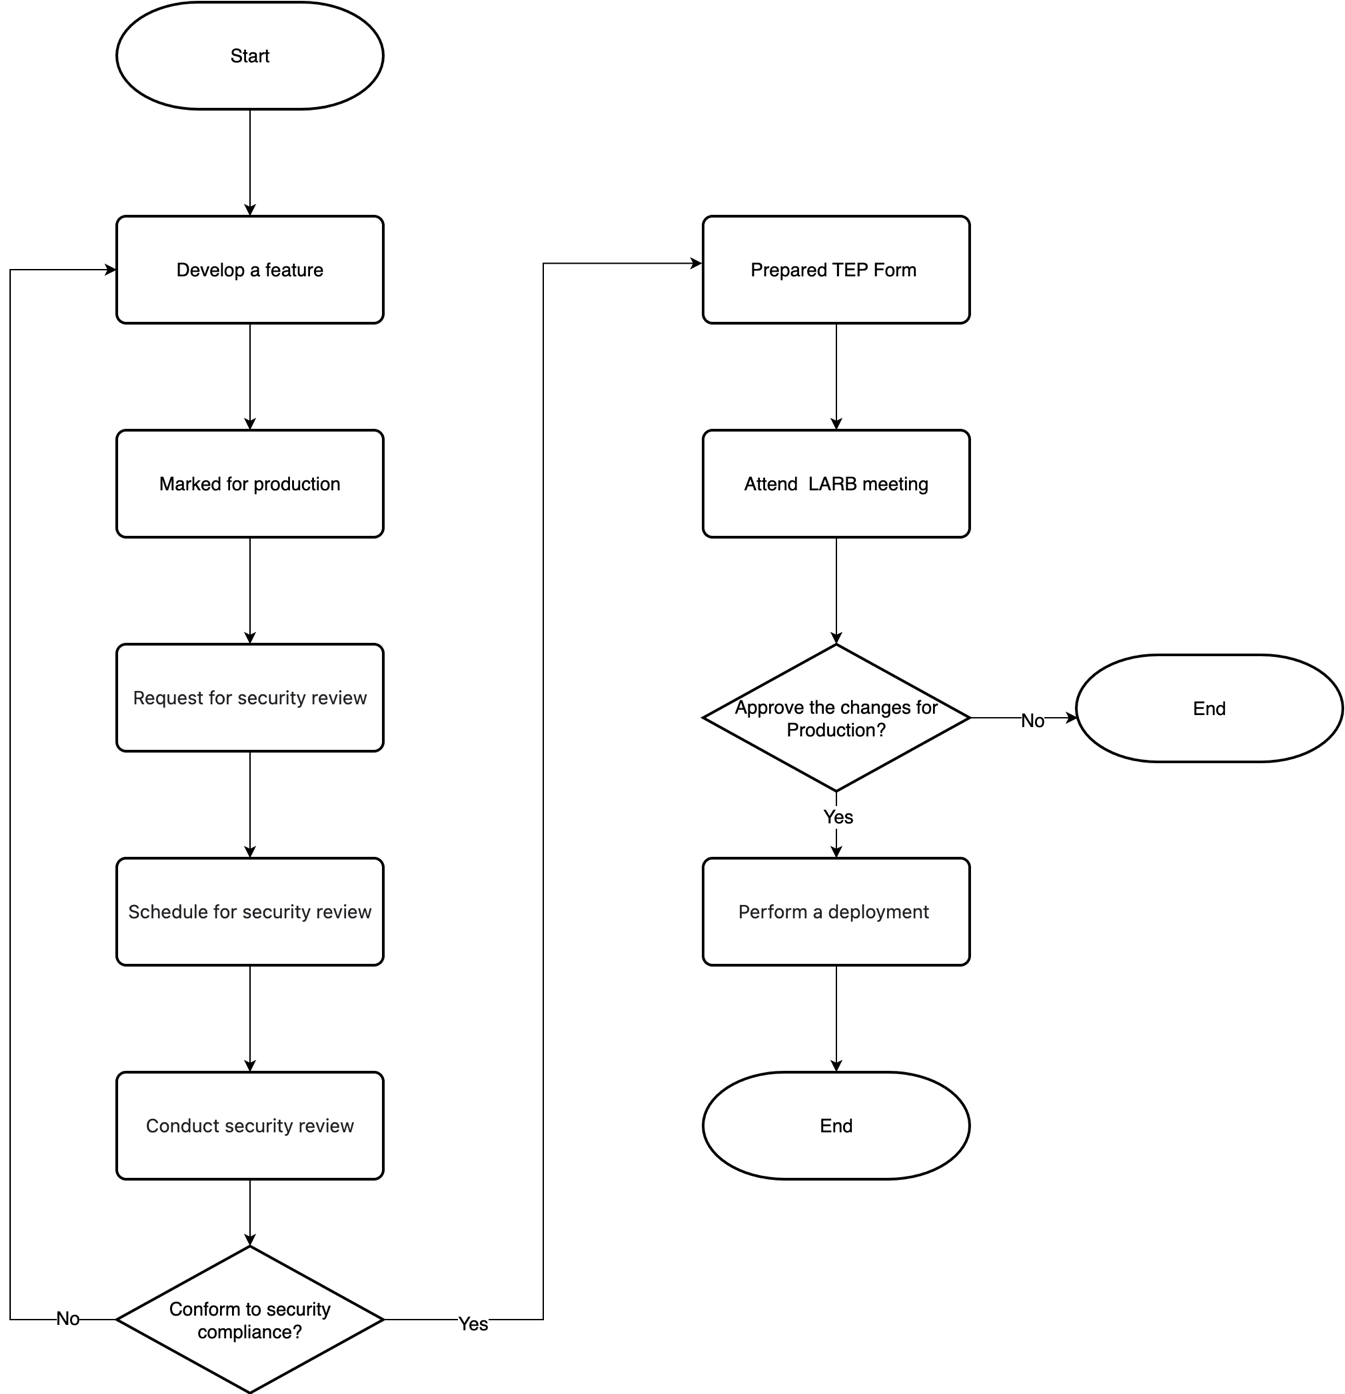 Start
Develop a feature
Marked for production
Request for security review
Schedule for security review
Conduct security review
Conform to security
compliance?
No
Yes
Prepared TEP Form
Attend  LARB meeting
Approve the changes for
Production?
No
End
Yes
Perform a deployment
End